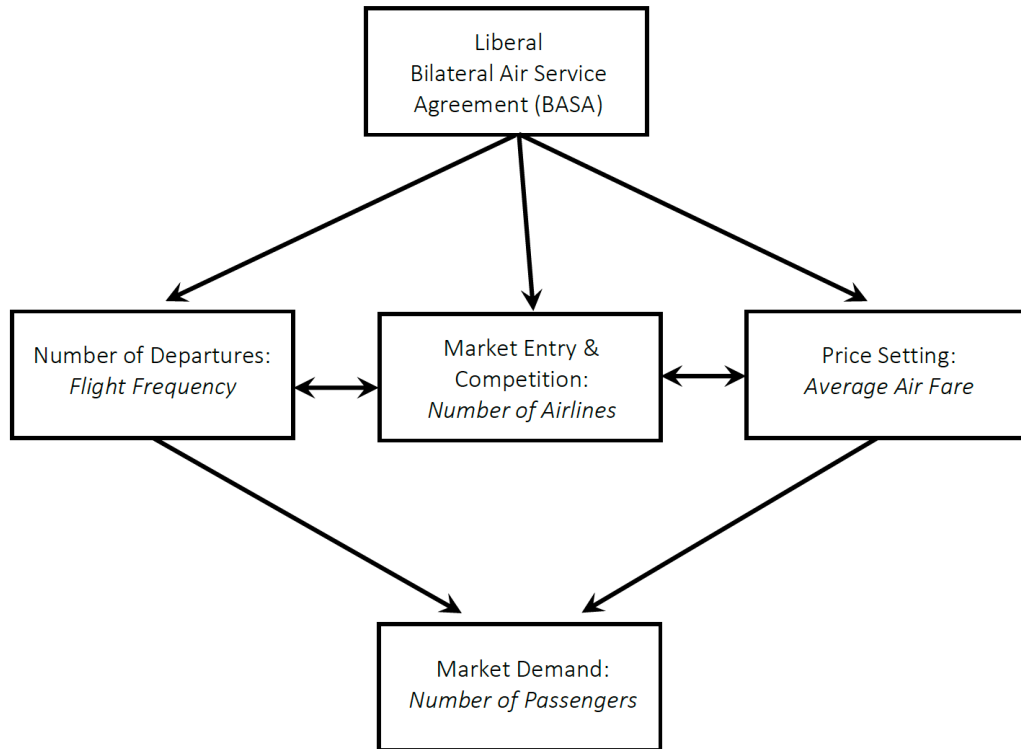 Liberal
Bilateral Air Service
Agreement (BASA)
Number of Departures:
Flight Frequency
Market Entry &
Competition:
Number of Airlines
Price Setting:
Average Air Fare
Market Demand:
Number of Passengers